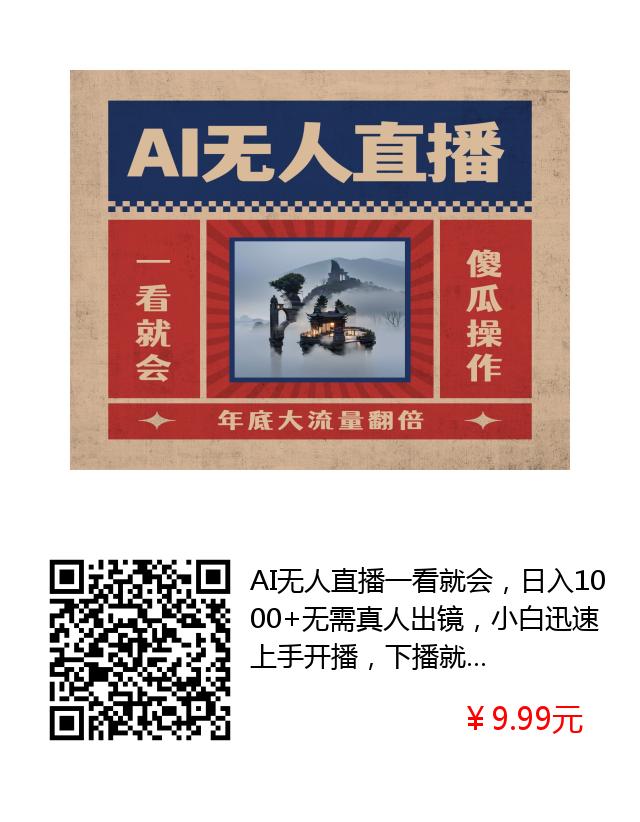 AI无人直播
一看就会
傻瓜操作
年底大流量翻倍
AI无人直播一看就会，日入10
00+无需真人出镜，小白迅速
上手开播，下播就...
￥9.99元